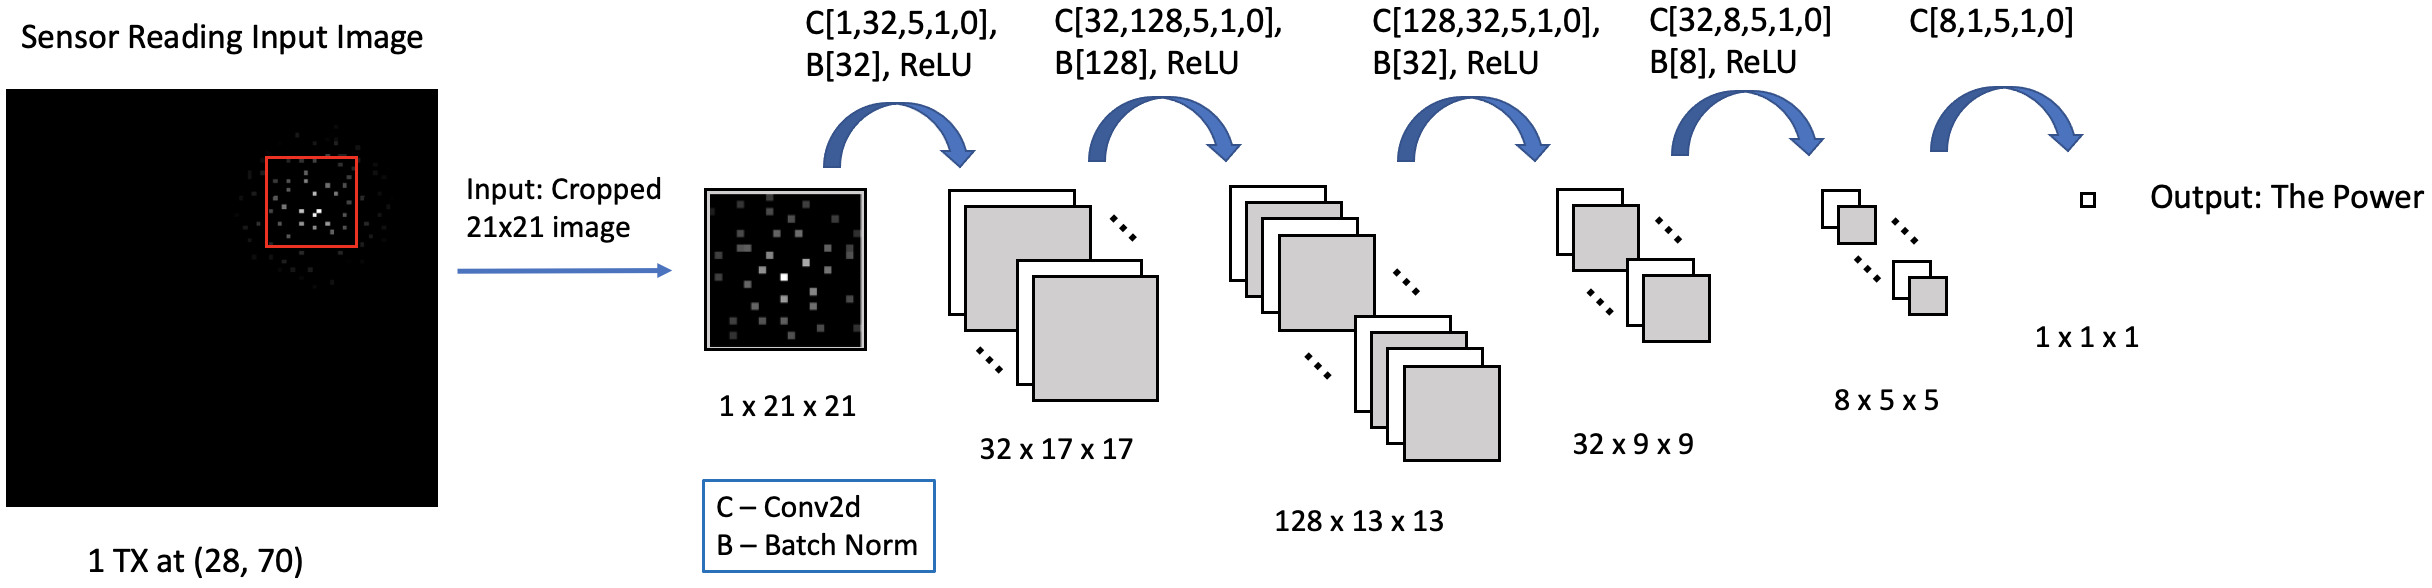 Sensor Reading Input Image
1 TX at (28, 70)
Input: Cropped
21x21 image
C[1,32,5,1,0],
B[32], ReLU
C[32,128,5,1,0],
B[128], ReLU
C[128,32,5,1,0],
B[32], ReLU
C[32,8,5,1,0]
B[8], ReLU
C[8,1,5,1,0]
1 x 21 x 21
32 x 17 x 17
128 x 13 x 13
32 x 9 x 9
8 x 5 x 5
1 x 1 x 1
Output: The Power
C – Conv2d
B – Batch Norm